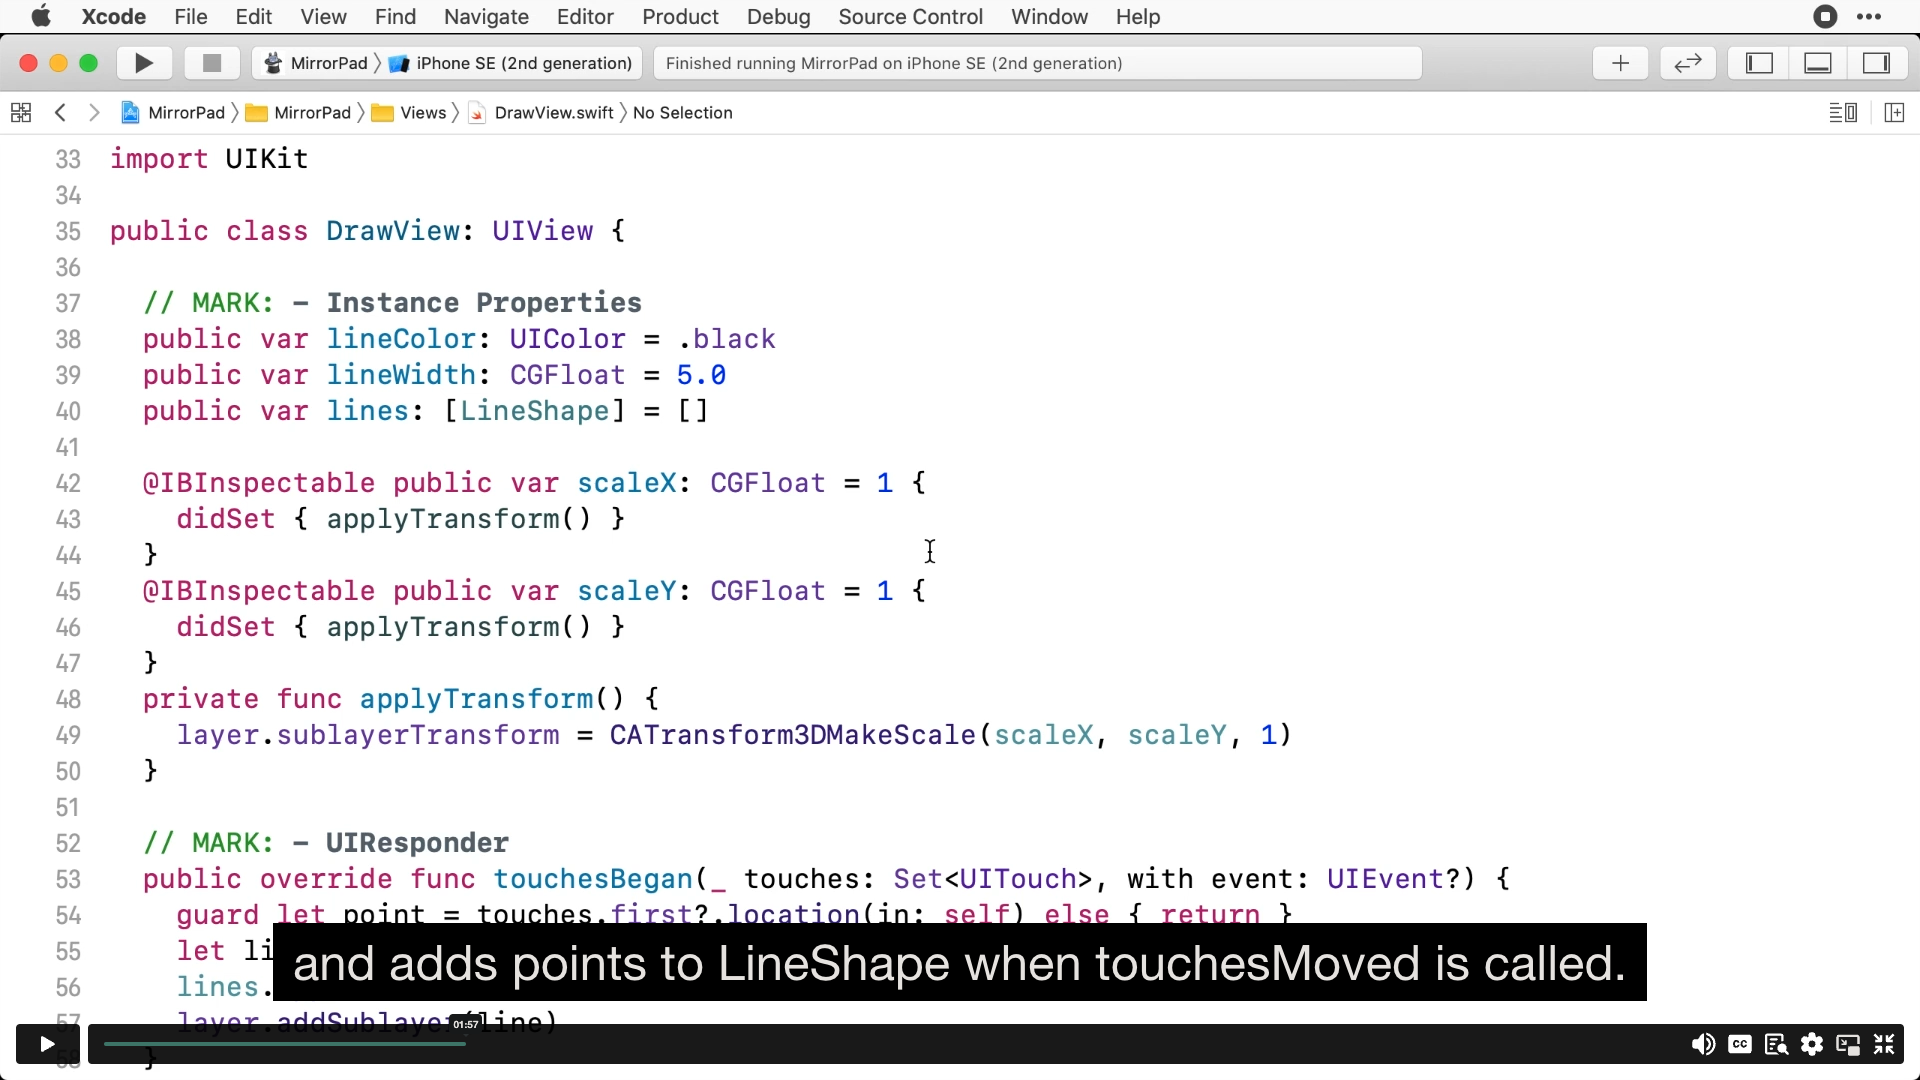 Xcode File Edit View Find Navigate Editor Product Debug Source Control Window Help
MirrorPad 〉 iPhone SE (2nd generation) Finished running MirrorPad on iPhone SE (2nd generation)
MirrorPad 〉 MirrorPad 〉 Views 〉 DrawView.swift 〉 No Selection
33 import UIKit
34
35 public class DrawView: UIView {
36
37 // MARK: - Instance Properties
38 public var lineColor: UIColor = .black
39 public var lineWidth: CGFloat = 5.0
40 public var lines: [LineShape] = []
41
42 @IBInspectable public var scaleX: CGFloat = 1 {
43 didSet { applyTransform() }
44 }
45 @IBInspectable public var scaleY: CGFloat = 1 {
46 didSet { applyTransform() }
47 }
48 private func applyTransform() {
49 layer.sublayerTransform = CATransform3DMakeScale(scaleX, scaleY, 1)
50 }
51
52 // MARK: - UIResponder
53 public override func touchesBegan(_ touches: Set<UITouch>, with event: UIEvent?) {
54 guard let point = touches.first?.location(in: self) else { return }
55 let li
and adds points to LineShape when touchesMoved is called.
56 lines.
57 layer.addSublayer(line)
01:57
58 }
CC